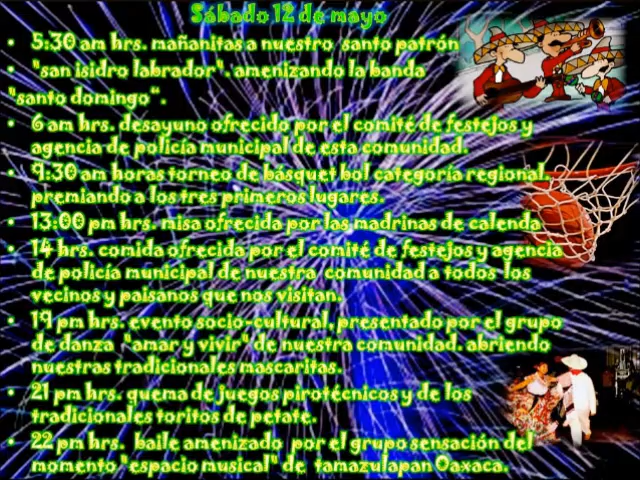 Sábado 12 de mayo
• 5:30 am hrs. mañanitas a nuestro santo patrón
• "san isidro labrador". amenizando la banda
"santo domingo".
• 6 am hrs. desayuno ofrecido por el comité de festejos y
agencia de policía municipal de esta comunidad.
• 9:30 am horas torneo de básquet bol categoría regional.
premiando a los tres primeros lugares.
• 13:00 pm hrs. misa ofrecida por las madrinas de calenda
• 14 hrs. comida ofrecida por el comité de festejos y agencia
de policía municipal de nuestra comunidad a todos los
vecinos y paisanos que nos visitan.
• 19 pm hrs. evento socio-cultural, presentado por el grupo
de danza "amar y vivir" de nuestra comunidad. abriendo
nuestras tradicionales mascaritas.
• 21 pm hrs. quema de juegos pirotécnicos y de los
tradicionales toritos de petate.
• 22 pm hrs. baile amenizado por el grupo sensación del
momento "espacio musical" de tamazulapan Oaxaca.